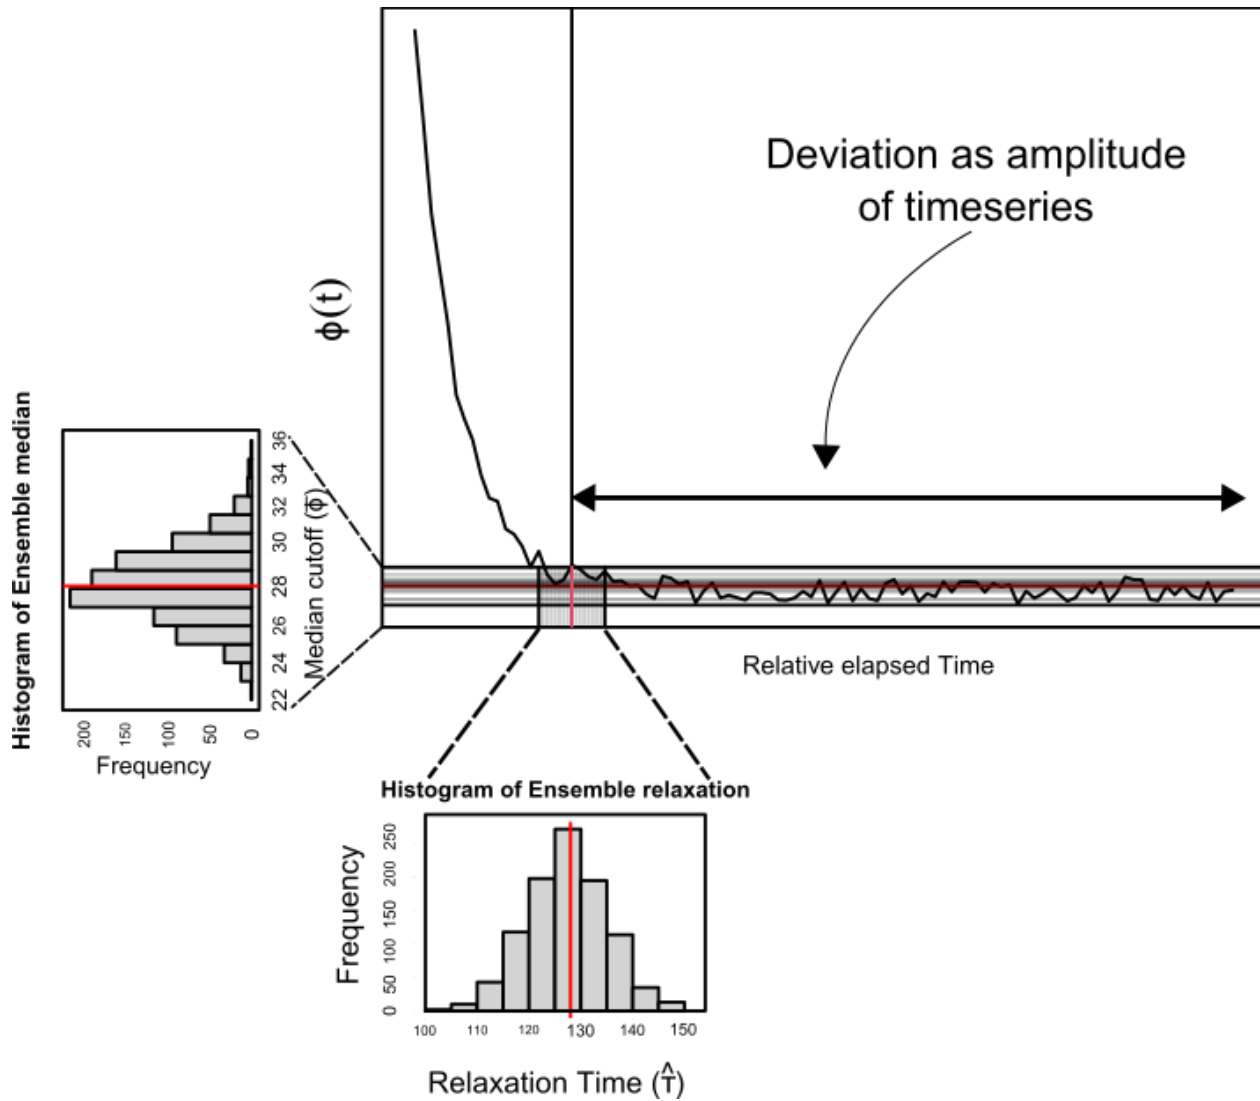 Deviation as amplitude
of timeseries
ϕ(t)
Histogram of Ensemble median
36
34
32
30
28
26
24
22
Median cutoff (ϕ̄)
200
150
100
50
0
Frequency
Relative elapsed Time
Histogram of Ensemble relaxation
Frequency
250
200
150
100
50
0
100 110 120 130 140 150
Relaxation Time (T̂)